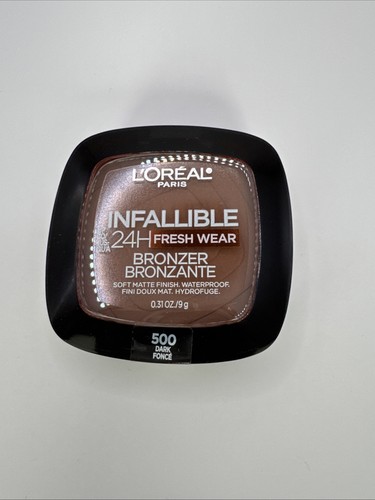 L'ORÉAL
PARIS
INFALLIBLE
24H FRESH WEAR
BRONZER
BRONZANTE
SOFT MATTE FINISH. WATERPROOF.
FINI DOUX MAT. HYDROFUGE.
0.31 OZ./9 g
500
DARK
FONCÉ